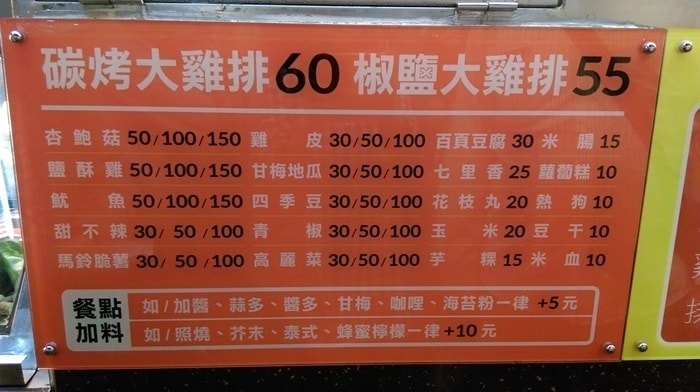 碳烤大雞排60 椒鹽大雞排55
杏鮑菇 50/100/150 雞皮 30/50/100 百頁豆腐 30 米腸 15
鹽酥雞 50/100/150 甘梅地瓜 30/50/100 七里香 25 蘿蔔糕 10
魷魚 50/100/150 四季豆 30/50/100 花枝丸 20 熱狗 10
甜不辣 30/50/100 青椒 30/50/100 玉米 20 豆干 10
馬鈴脆薯 30/50/100 高麗菜 30/50/100 芋粿 15 米血 10
餐點加料
如/加醬、蒜多、醬多、甘梅、咖哩、海苔粉一律 +5元
如/照燒、芥末、泰式、蜂蜜檸檬一律+10元